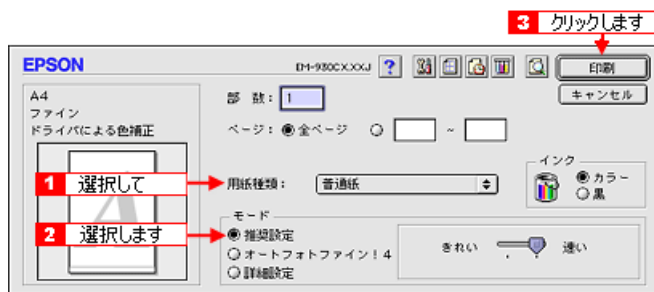 3 クリックします
EPSON
EM-930CX.XXJ
?
印刷
A4
ファイン
ドライバによる色補正
部 数: 1
キャンセル
ページ: 全ページ ~
1 選択して
用紙種類: 普通紙
インク
カラー
黒
モード
2 選択します
推奨設定
オートフォトファイン!4
詳細設定
きれい 速い
A